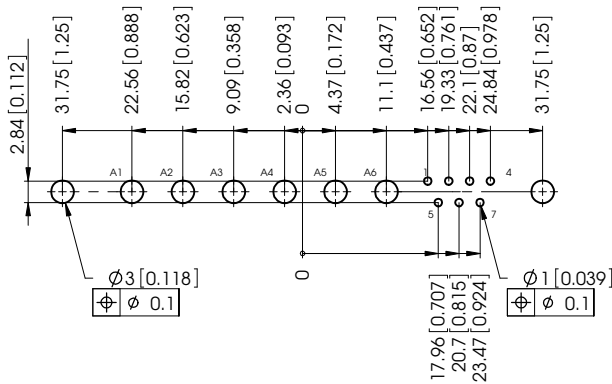 2.84 [0.112]
31.75 [1.25]
22.56 [0.888]
15.82 [0.623]
9.09 [0.358]
2.36 [0.093]
0
4.37 [0.172]
11.1 [0.437]
16.56 [0.652]
19.33 [0.761]
22.1 [0.87]
24.84 [0.978]
31.75 [1.25]
A1
A2
A3
A4
A5
A6
1
4
5
7
0
Ø3 [0.118]
⌖ Ø 0.1
17.96 [0.707]
20.7 [0.815]
23.47 [0.924]
Ø1 [0.039]
⌖ Ø 0.1